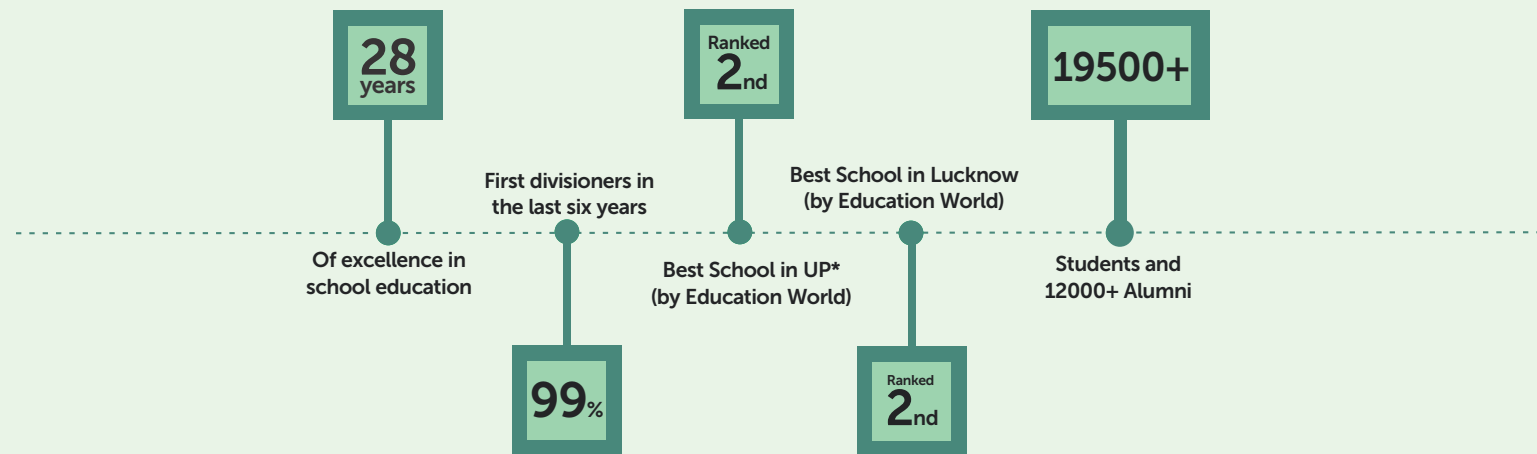 28
years
Of excellence in
school education
First divisioners in
the last six years
99%
Ranked
2nd
Best School in UP*
(by Education World)
Best School in Lucknow
(by Education World)
Ranked
2nd
19500+
Students and
12000+ Alumni